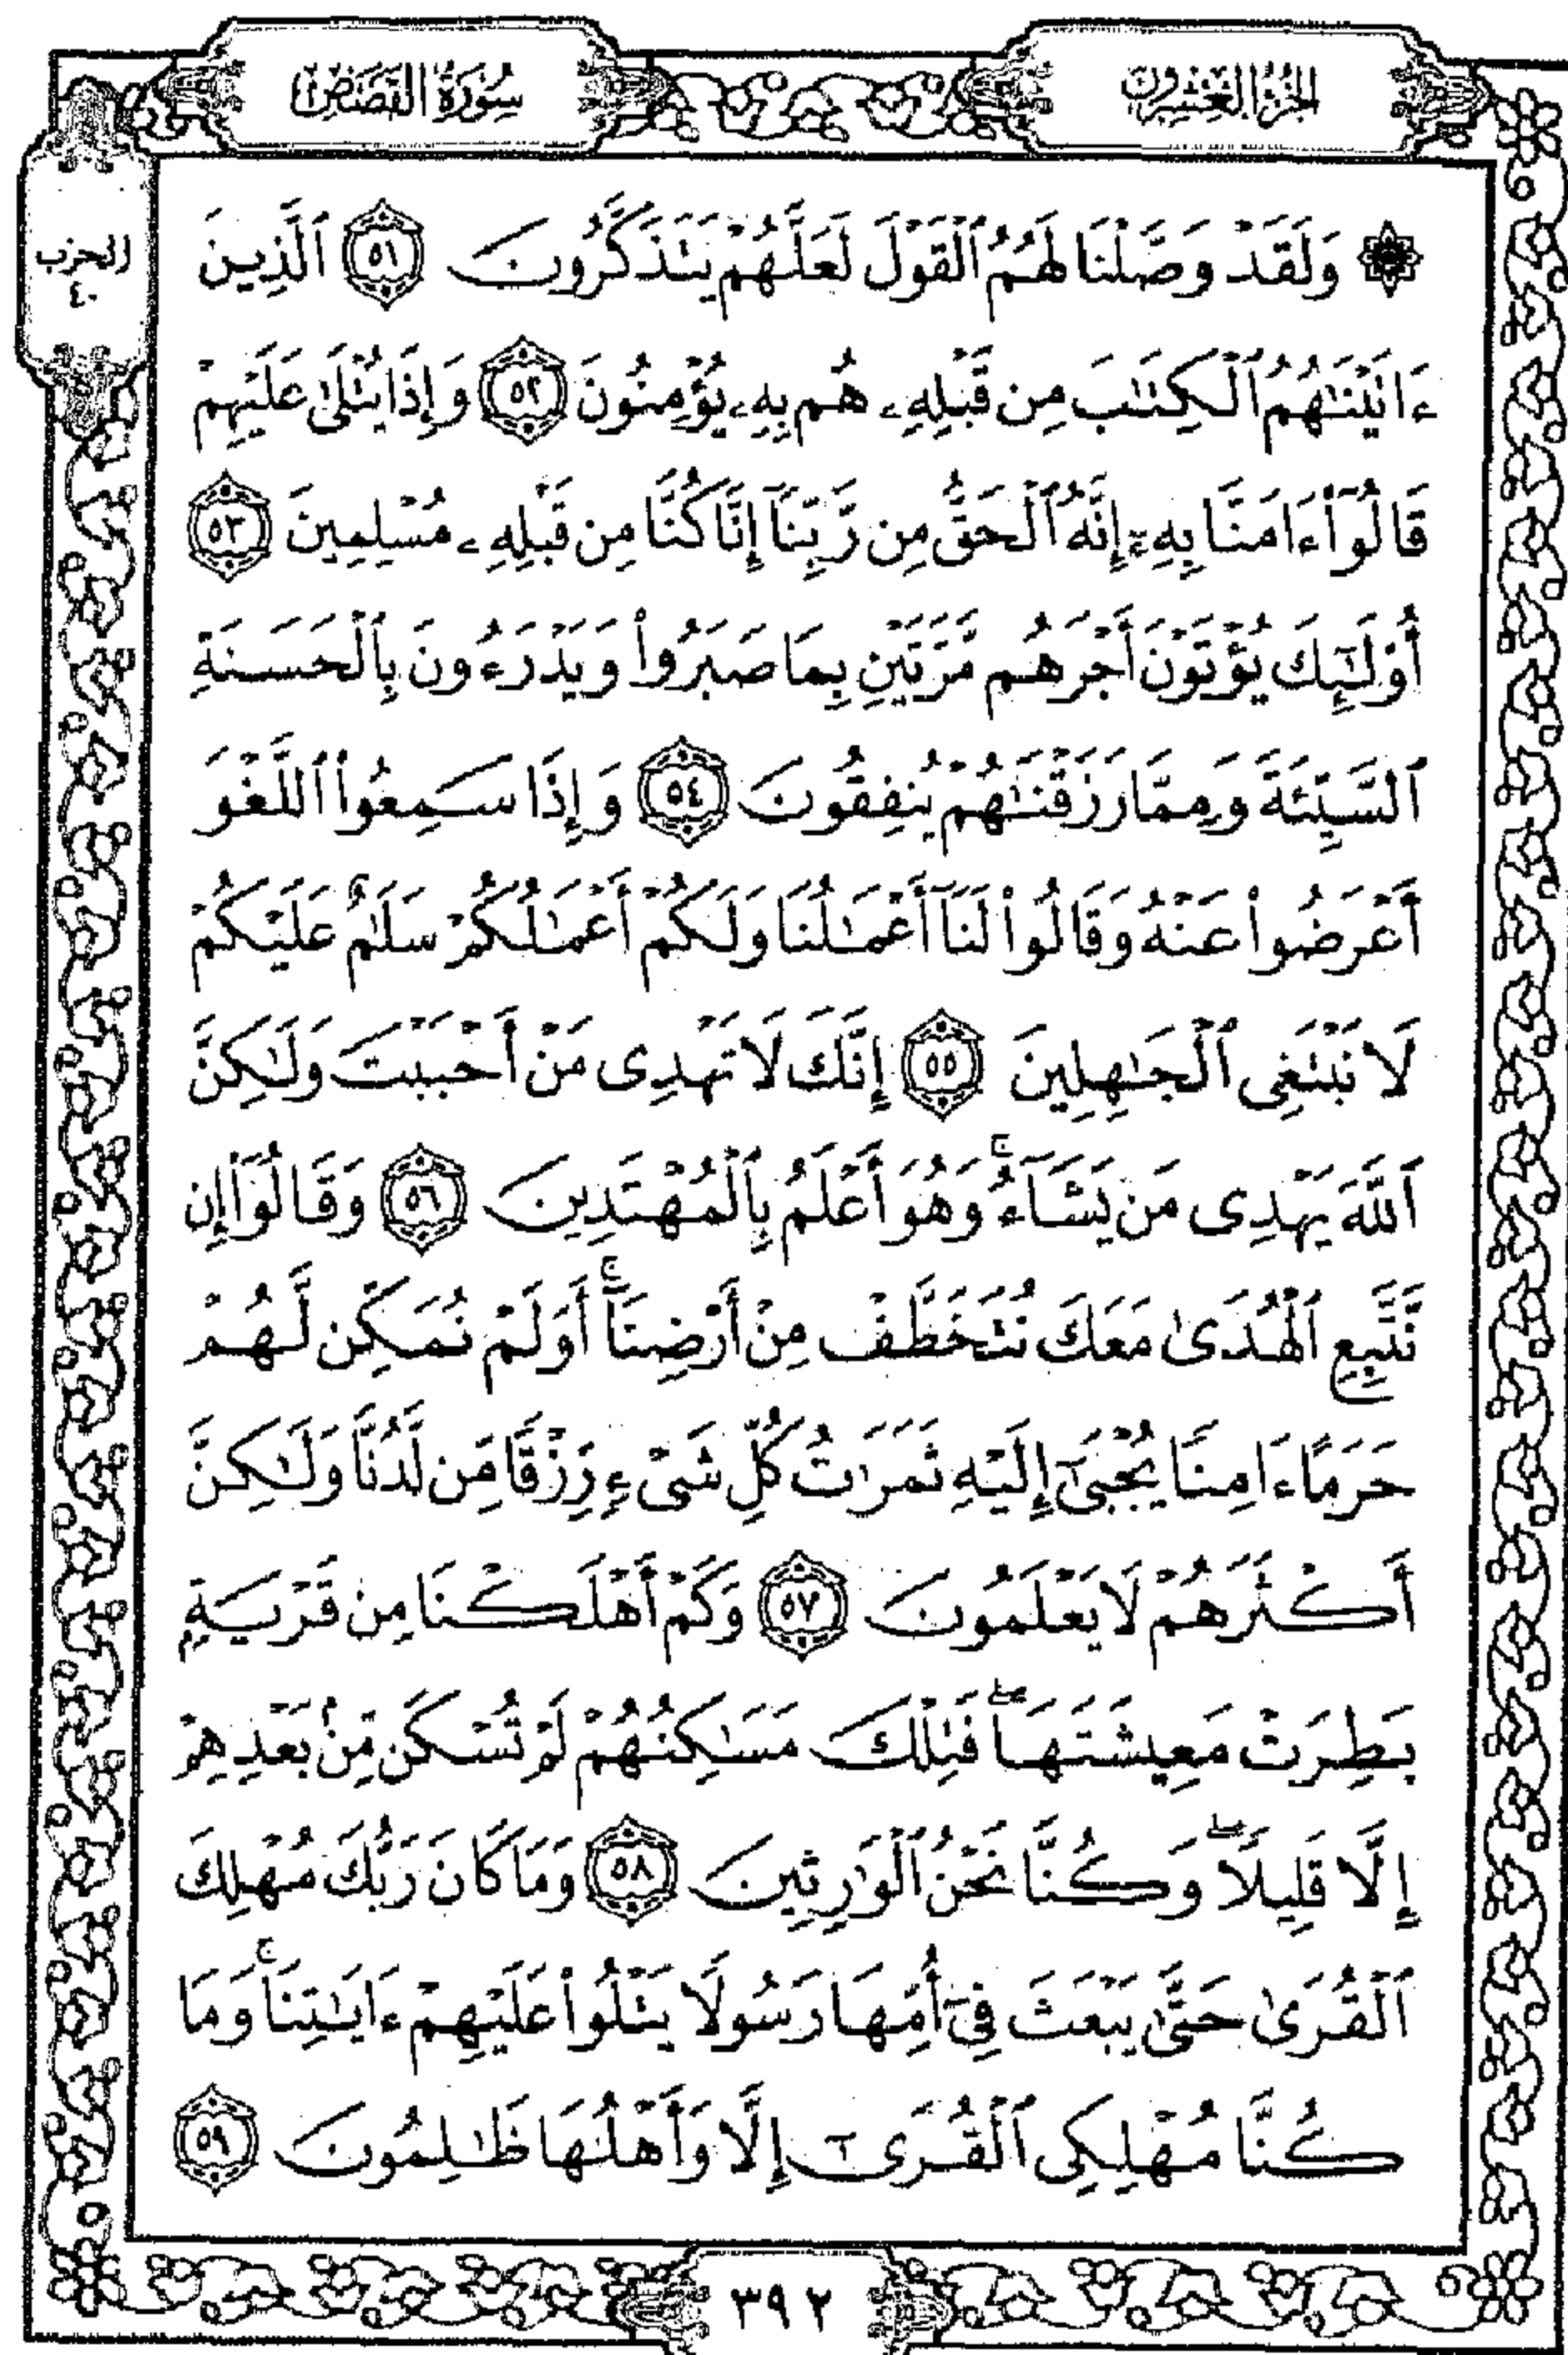 الجزء العشرون
سورة القصص
الحزب
٤٠
۞ وَلَقَدْ وَصَّلْنَا لَهُمُ ٱلْقَوْلَ لَعَلَّهُمْ يَتَذَكَّرُونَ ٥١ ٱلَّذِينَ
ءَاتَيْنَٰهُمُ ٱلْكِتَٰبَ مِن قَبْلِهِۦ هُم بِهِۦ يُؤْمِنُونَ ٥٢ وَإِذَا يُتْلَىٰ عَلَيْهِمْ
قَالُوٓا۟ ءَامَنَّا بِهِۦٓ إِنَّهُ ٱلْحَقُّ مِن رَّبِّنَآ إِنَّا كُنَّا مِن قَبْلِهِۦ مُسْلِمِينَ ٥٣
أُو۟لَٰٓئِكَ يُؤْتَوْنَ أَجْرَهُم مَّرَّتَيْنِ بِمَا صَبَرُوا۟ وَيَدْرَءُونَ بِٱلْحَسَنَةِ
ٱلسَّيِّئَةَ وَمِمَّا رَزَقْنَٰهُمْ يُنفِقُونَ ٥٤ وَإِذَا سَمِعُوا۟ ٱللَّغْوَ
أَعْرَضُوا۟ عَنْهُ وَقَالُوا۟ لَنَآ أَعْمَٰلُنَا وَلَكُمْ أَعْمَٰلُكُمْ سَلَٰمٌ عَلَيْكُمْ
لَا نَبْتَغِى ٱلْجَٰهِلِينَ ٥٥ إِنَّكَ لَا تَهْدِى مَنْ أَحْبَبْتَ وَلَٰكِنَّ
ٱللَّهَ يَهْدِى مَن يَشَآءُ ۚ وَهُوَ أَعْلَمُ بِٱلْمُهْتَدِينَ ٥٦ وَقَالُوٓا۟ إِن
نَّتَّبِعِ ٱلْهُدَىٰ مَعَكَ نُتَخَطَّفْ مِنْ أَرْضِنَآ ۚ أَوَلَمْ نُمَكِّن لَّهُمْ
حَرَمًا ءَامِنًا يُجْبَىٰٓ إِلَيْهِ ثَمَرَٰتُ كُلِّ شَىْءٍ رِّزْقًا مِّن لَّدُنَّا وَلَٰكِنَّ
أَكْثَرَهُمْ لَا يَعْلَمُونَ ٥٧ وَكَمْ أَهْلَكْنَا مِن قَرْيَةٍۭ
بَطِرَتْ مَعِيشَتَهَا ۖ فَتِلْكَ مَسَٰكِنُهُمْ لَمْ تُسْكَن مِّنۢ بَعْدِهِمْ
إِلَّا قَلِيلًا ۖ وَكُنَّا نَحْنُ ٱلْوَٰرِثِينَ ٥٨ وَمَا كَانَ رَبُّكَ مُهْلِكَ
ٱلْقُرَىٰ حَتَّىٰ يَبْعَثَ فِىٓ أُمِّهَا رَسُولًا يَتْلُوا۟ عَلَيْهِمْ ءَايَٰتِنَا ۚ وَمَا
كُنَّا مُهْلِكِى ٱلْقُرَىٰٓ إِلَّا وَأَهْلُهَا ظَٰلِمُونَ ٥٩
٣٩٢